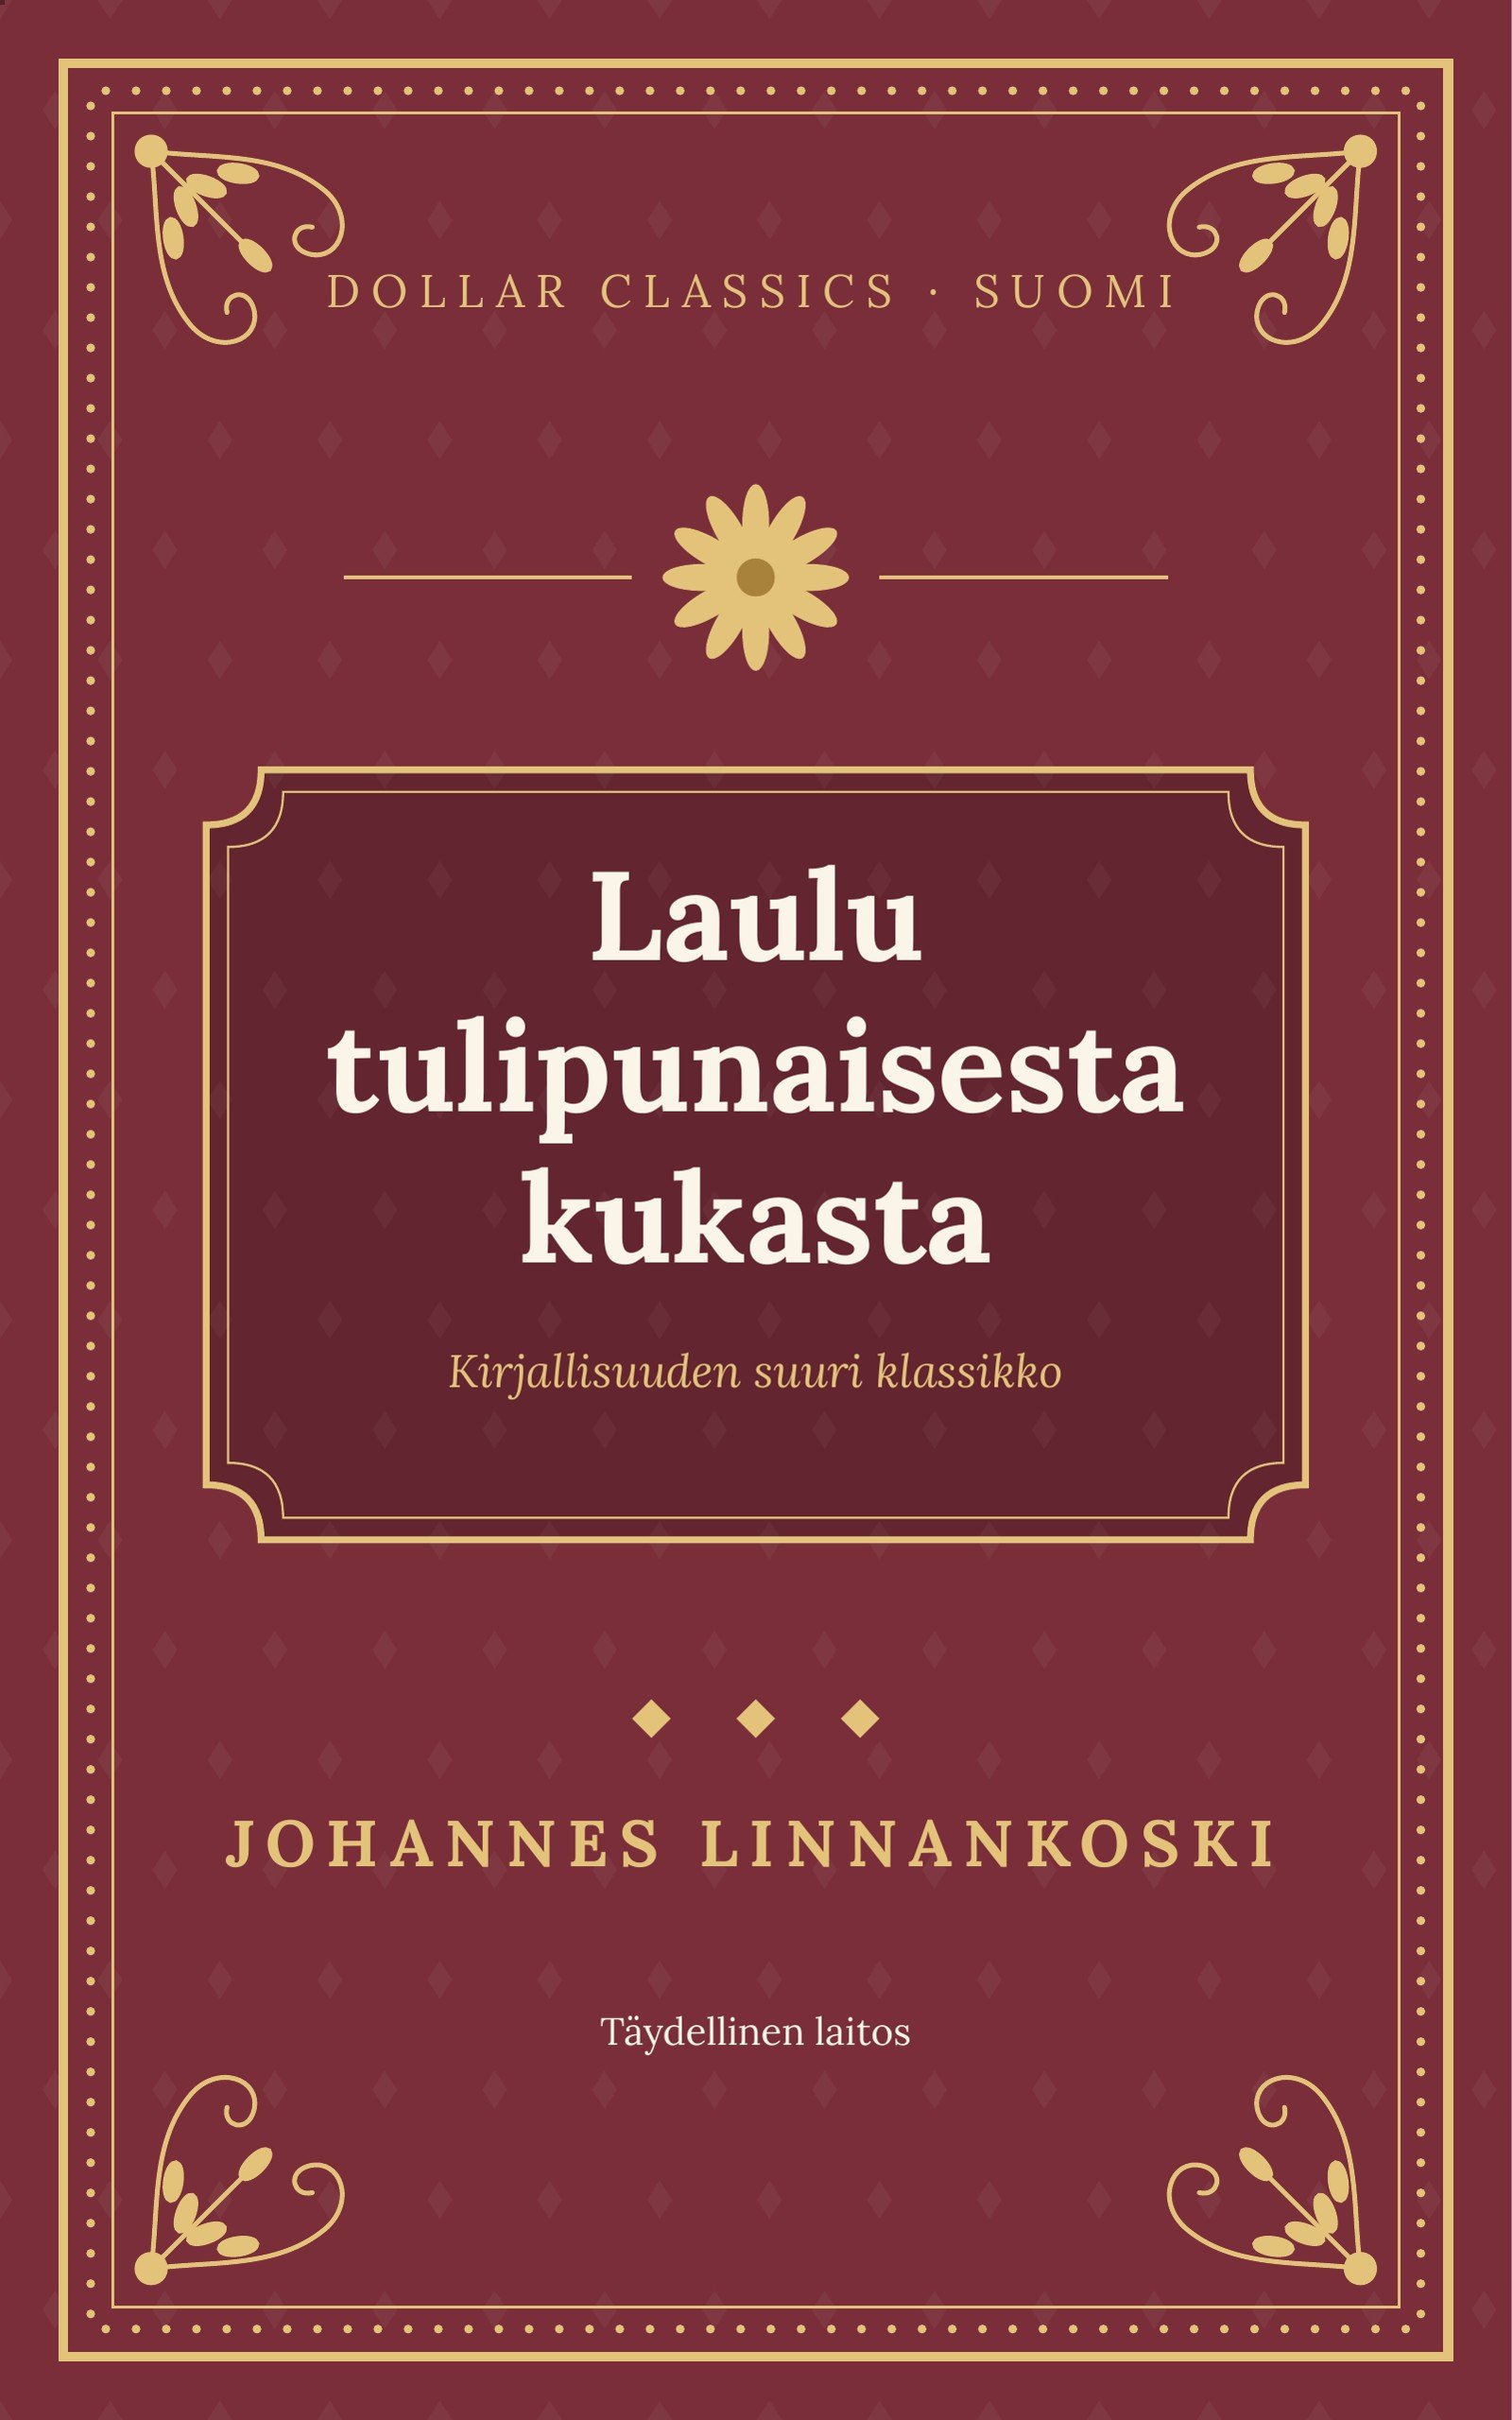 DOLLAR CLASSICS · SUOMI
Laulu
tulipunaisesta
kukasta
Kirjallisuuden suuri klassikko
JOHANNES LINNANKOSKI
Täydellinen laitos